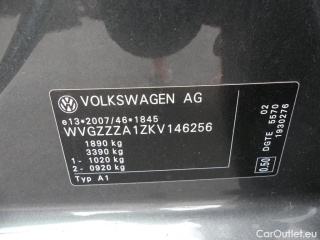 VOLKSWAGEN AG
e13*2007/46*1845
WVGZZZA1ZKV146256
1890 kg
3390 kg
1- 1020 kg
2- 0920 kg
Typ A1
0.50 DGTE 02
5570
1930276
CarOutlet.eu